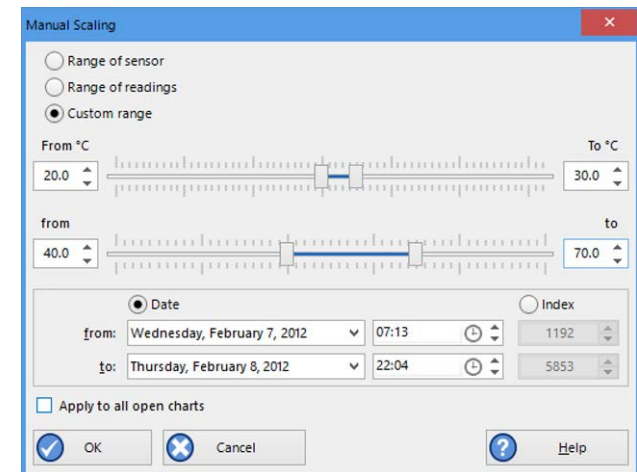 Manual Scaling
Range of sensor
Range of readings
Custom range
From °C To °C
20.0 30.0
from to
40.0 70.0
Date Index
from: Wednesday, February 7, 2012 07:13 1192
to: Thursday, February 8, 2012 22:04 5853
Apply to all open charts
OK Cancel Help